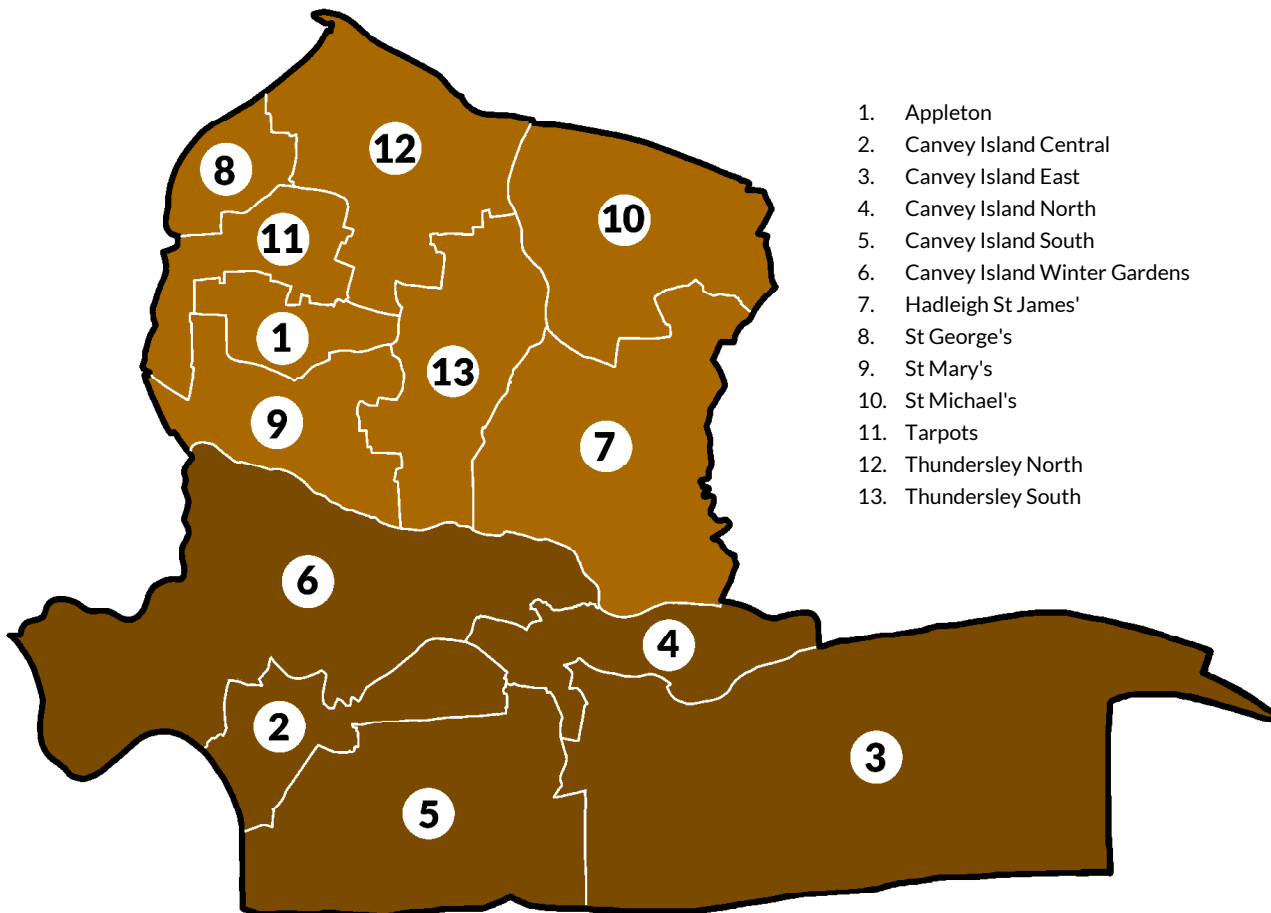 1. Appleton
2. Canvey Island Central
3. Canvey Island East
4. Canvey Island North
5. Canvey Island South
6. Canvey Island Winter Gardens
7. Hadleigh St James'
8. St George's
9. St Mary's
10. St Michael's
11. Tarpots
12. Thundersley North
13. Thundersley South
12
8
10
11
1
13
9
7
6
4
2
3
5